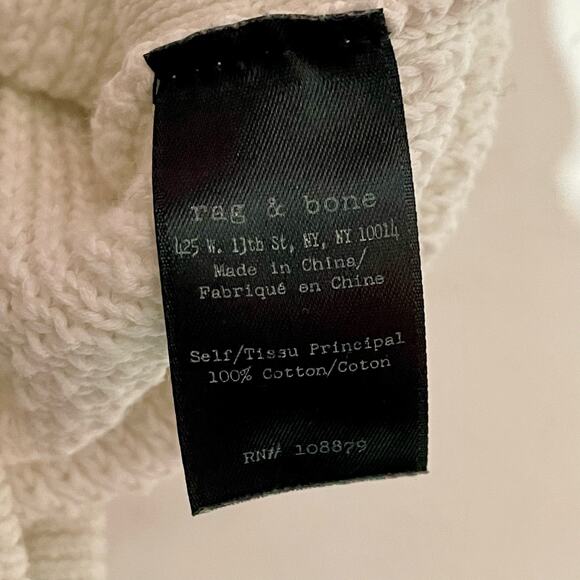 rag & bone
425 W. 13th St, NY, NY 10014
Made in China/
Fabriqué en Chine
Self/Tissu Principal
100% Cotton/Coton
RN# 108879